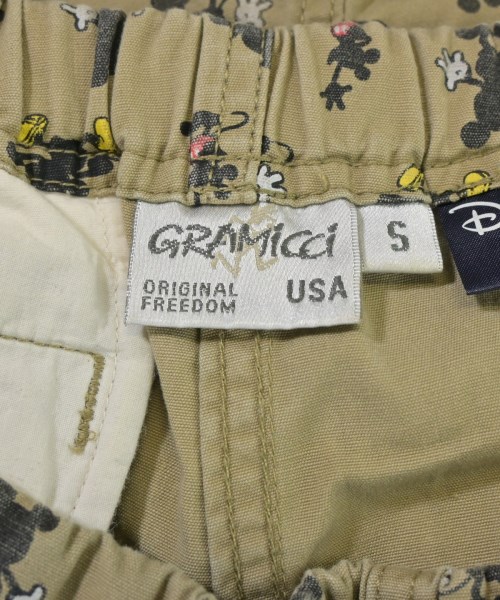 GRAMiCCi
ORIGINAL
FREEDOM
USA
S
D